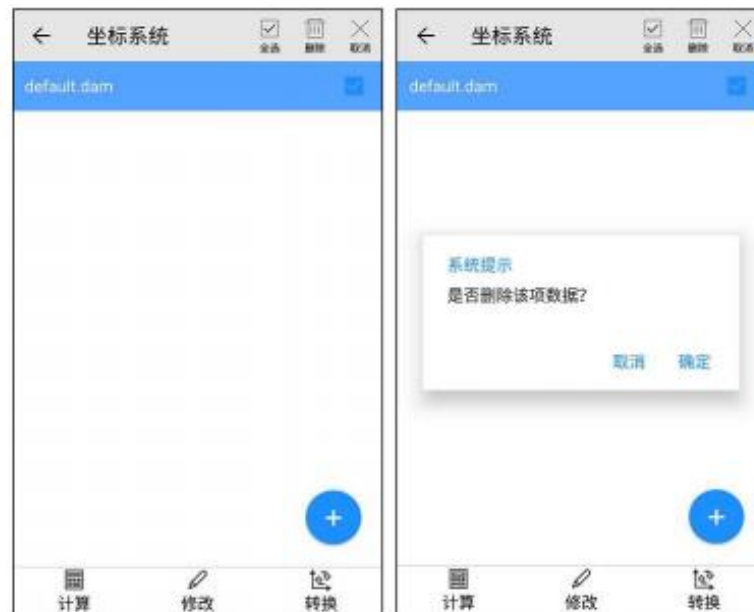 坐标系统
全选 删除 取消
default.dam
计算 修改 转换
坐标系统
全选 删除 取消
default.dam
系统提示
是否删除该项数据?
取消 确定
计算 修改 转换